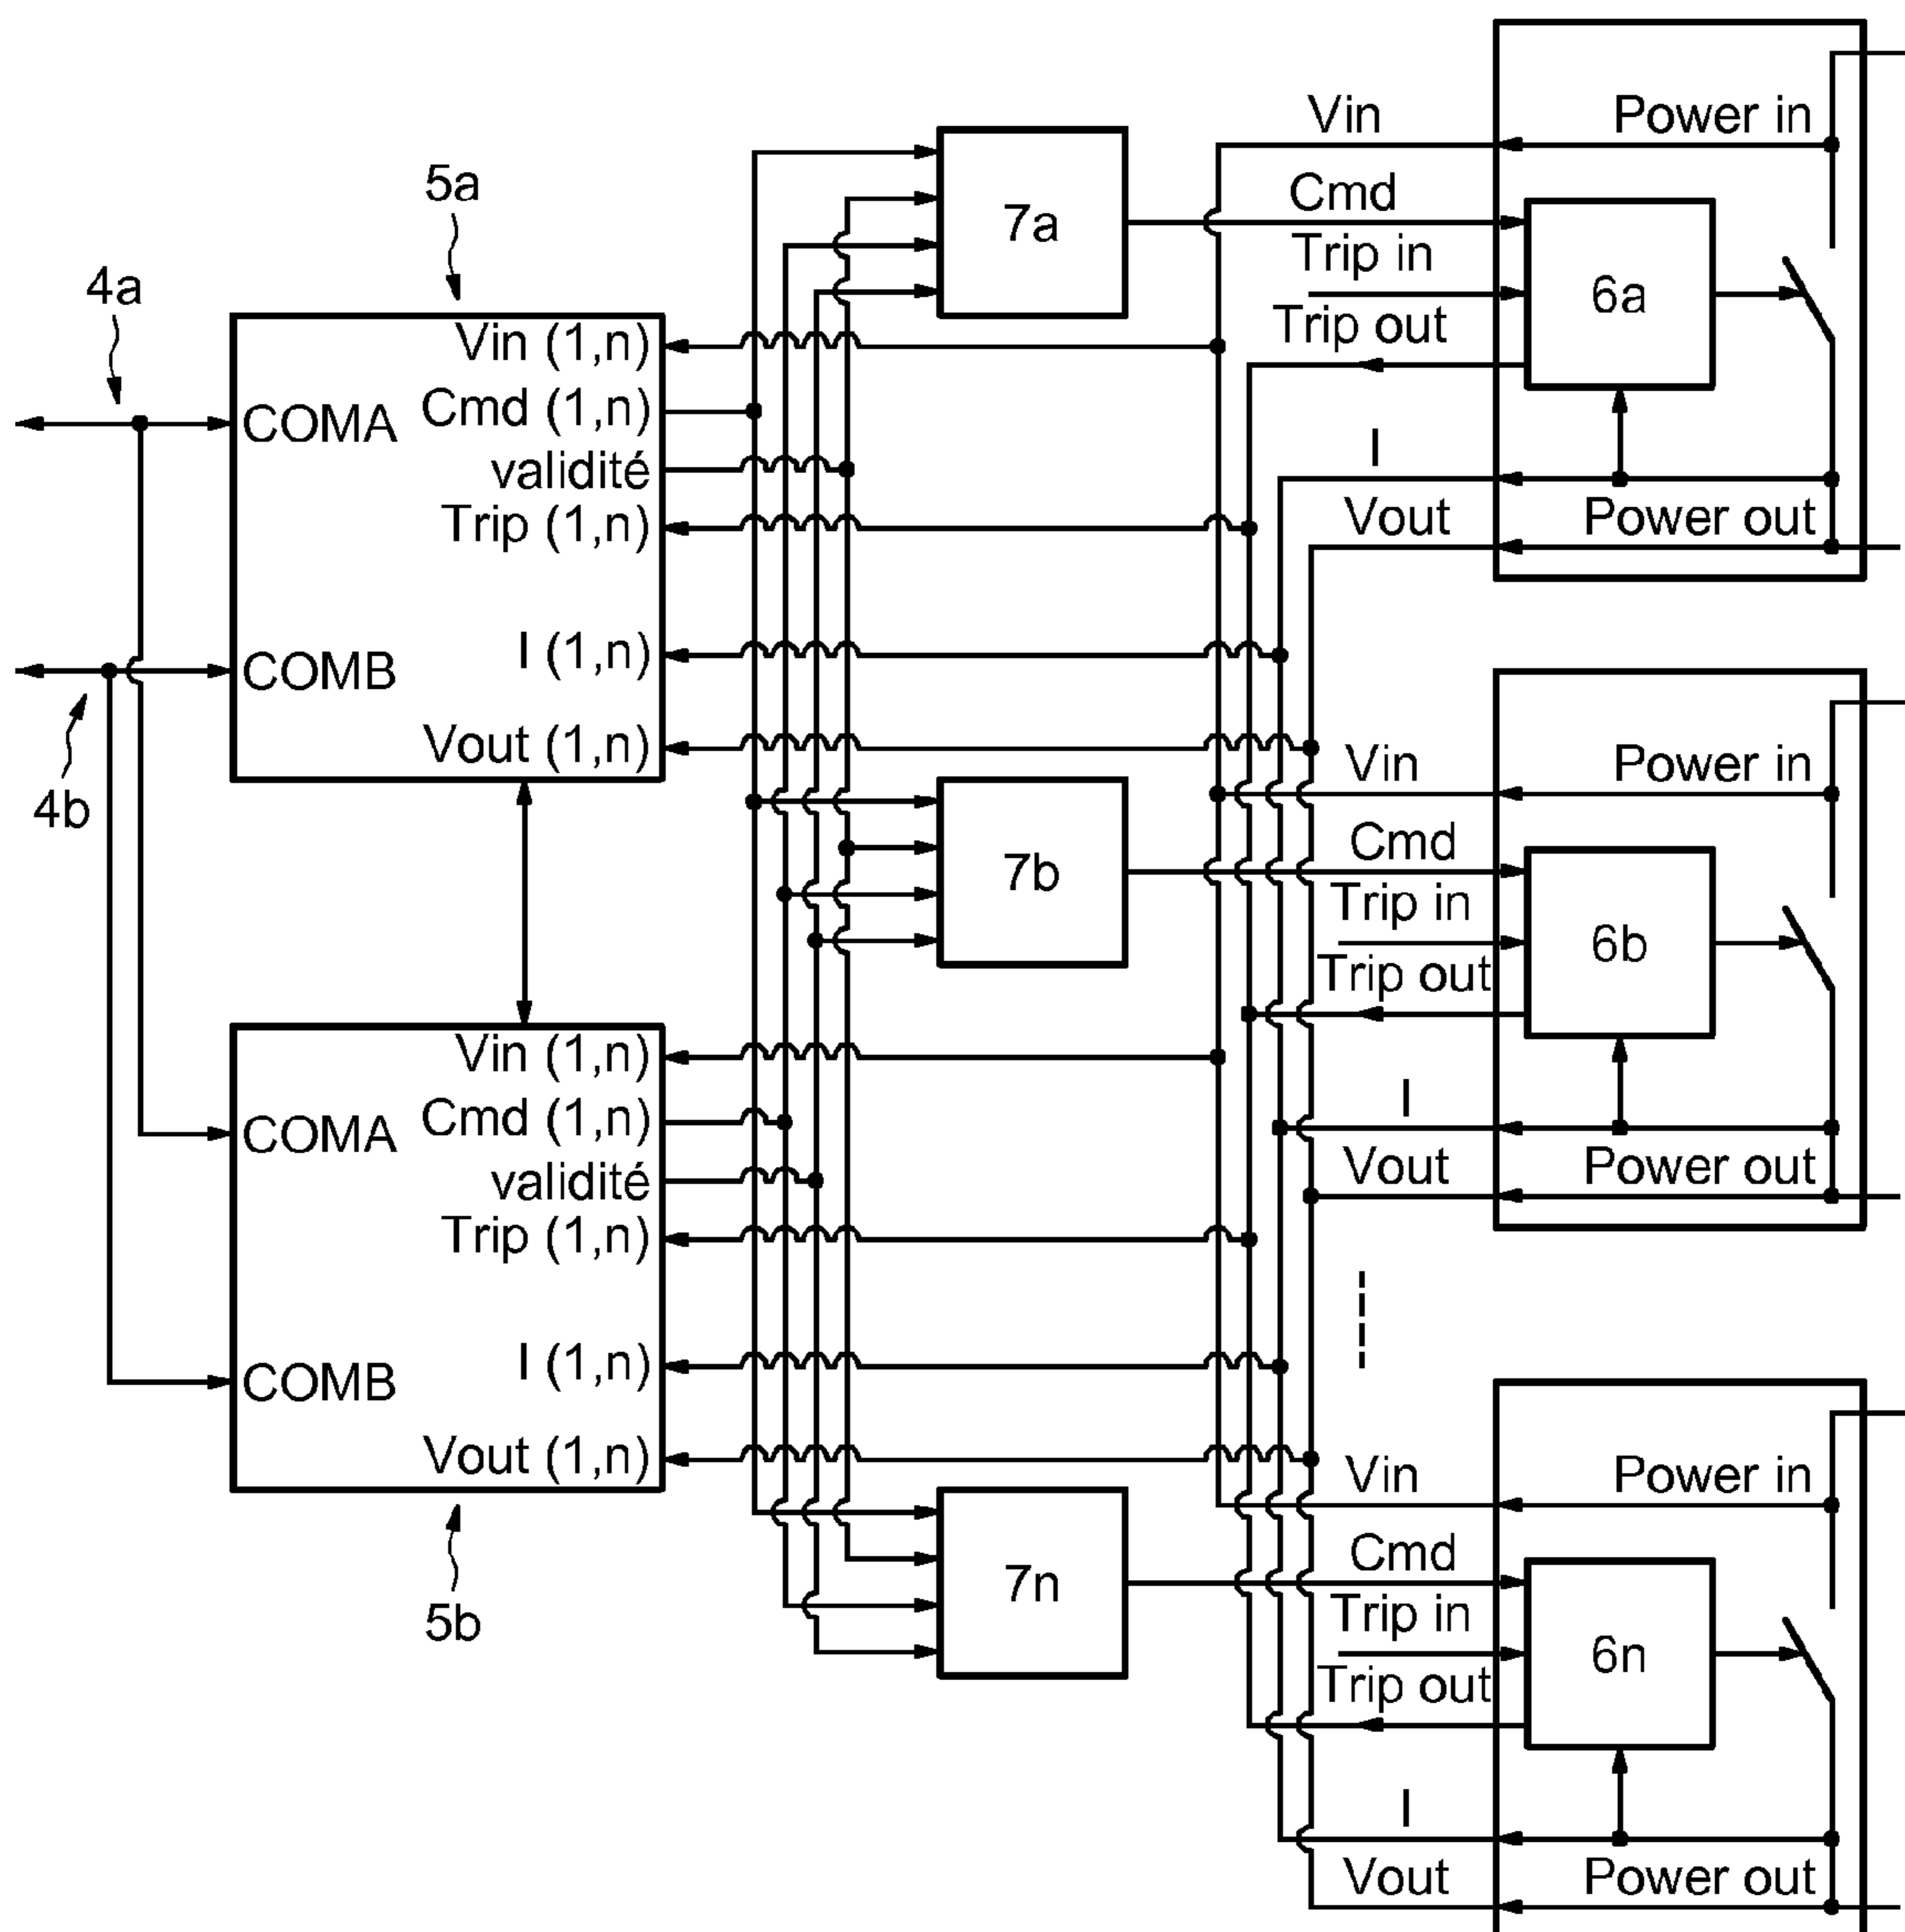 4a
4b
5a
COMA
COMB
Vin (1,n)
Cmd (1,n)
validité
Trip (1,n)
I (1,n)
Vout (1,n)
COMA
COMB
Vin (1,n)
Cmd (1,n)
validité
Trip (1,n)
I (1,n)
Vout (1,n)
5b
7a
7b
7n
Vin
Cmd
Trip in
Trip out
I
Vout
Power in
6a
Power out
Vin
Cmd
Trip in
Trip out
I
Vout
Power in
6b
Power out
Vin
Cmd
Trip in
Trip out
I
Vout
Power in
6n
Power out